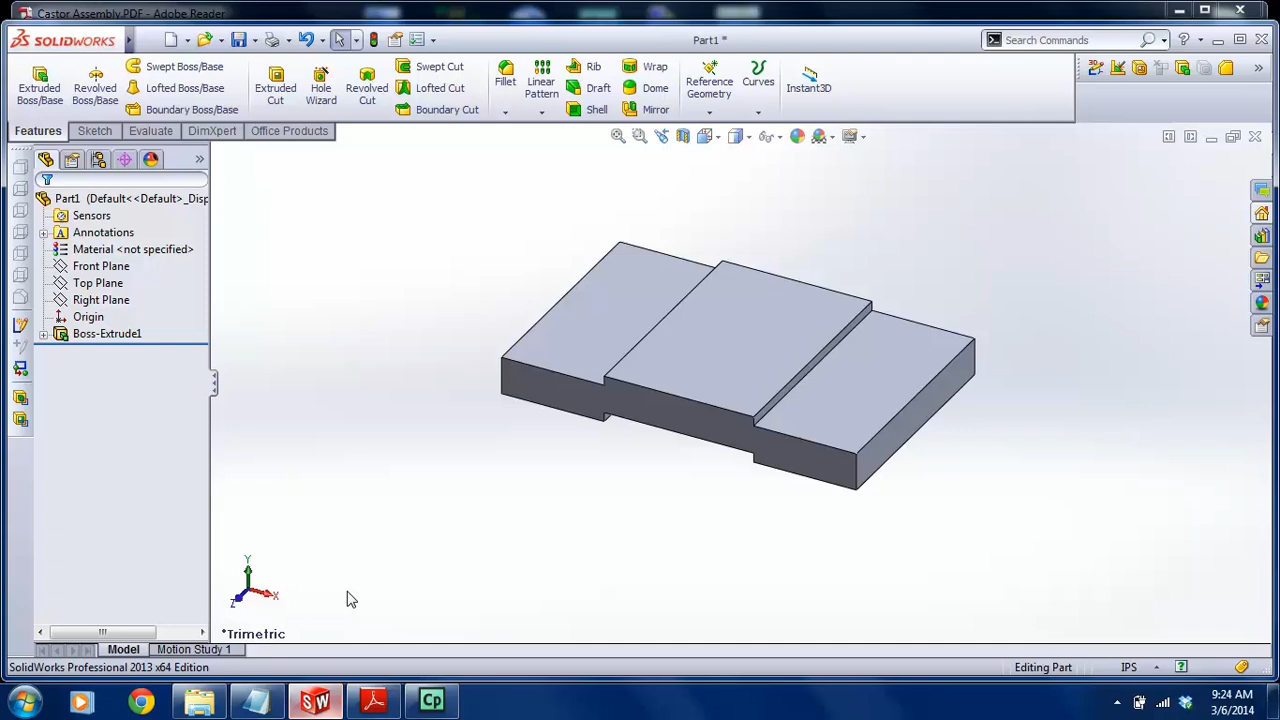 Castor Assembly.PDF - Adobe Reader
SOLIDWORKS
Part1 *
Search Commands
Extruded Boss/Base
Revolved Boss/Base
Swept Boss/Base
Lofted Boss/Base
Boundary Boss/Base
Extruded Cut
Hole Wizard
Revolved Cut
Swept Cut
Lofted Cut
Boundary Cut
Fillet
Linear Pattern
Rib
Draft
Shell
Wrap
Dome
Mirror
Reference Geometry
Curves
Instant3D
Features
Sketch
Evaluate
DimXpert
Office Products
Part1 (Default<<Default>_Disp
Sensors
Annotations
Material <not specified>
Front Plane
Top Plane
Right Plane
Origin
Boss-Extrude1
Y
X
Z
*Trimetric
Model
Motion Study 1
SolidWorks Professional 2013 x64 Edition
Editing Part
IPS
SW
Cp
9:24 AM
3/6/2014